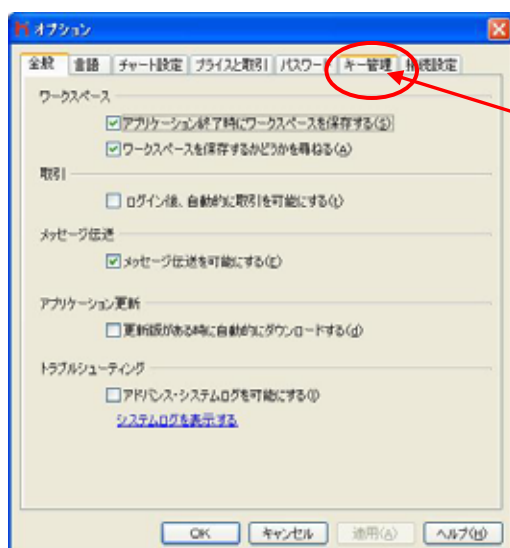 オプション
全般 言語 チャート設定 プライスと取引 パスワード キー管理 接続設定
ワークスペース
アプリケーション終了時にワークスペースを保存する(S)
ワークスペースを保存するかどうかを尋ねる(A)
取引
ログイン後、自動的に取引を可能にする(t)
メッセージ伝送
メッセージ伝送を可能にする(E)
アプリケーション更新
更新版がある時に自動的にダウンロードする(d)
トラブルシューティング
アドバンス・システムログを可能にする(l)
システムログを表示する
OK キャンセル 適用(A) ヘルプ(H)